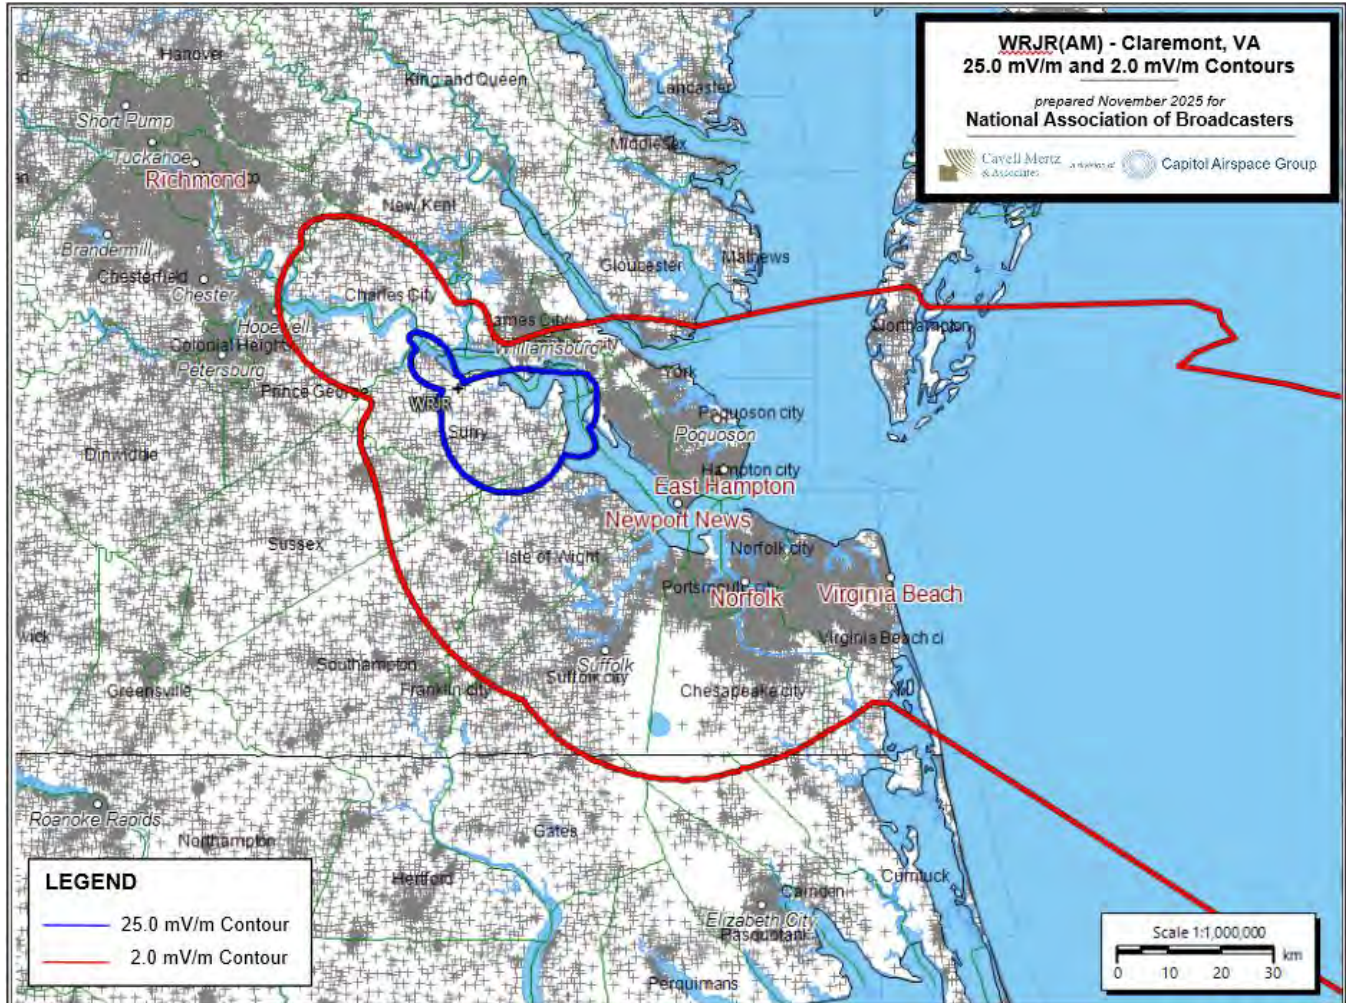 WRJR(AM) - Claremont, VA
25.0 mV/m and 2.0 mV/m Contours
prepared November 2025 for
National Association of Broadcasters
Cavell Mertz
& Associates
a division of
Capitol Airspace Group
Hanover
King and Queen
Lancaster
Short Pump
Middlesex
Tuckahoe
Richmond
New Kent
Brandermill
Chesterfield
Gloucester
Mathews
Chester
Charles City
Hopewell
James City
Northampton
Colonial Heights
Williamsburg
Petersburg
York
Prince George
WRJR
Poquoson city
Surry
Poquoson
Dinwiddie
Hampton city
East Hampton
Newport News
Sussex
Isle of Wight
Norfolk city
Portsmouth city
Norfolk
Virginia Beach
wick
Virginia Beach ci
Southampton
Suffolk
Suffolk city
Greensville
Franklin city
Chesapeake city
Roanoke Rapids
Northampton
Gates
Hertford
Camden
Currituck
Elizabeth City
Pasquotank
Perquimans
LEGEND
25.0 mV/m Contour
2.0 mV/m Contour
Scale 1:1,000,000
km
0 10 20 30